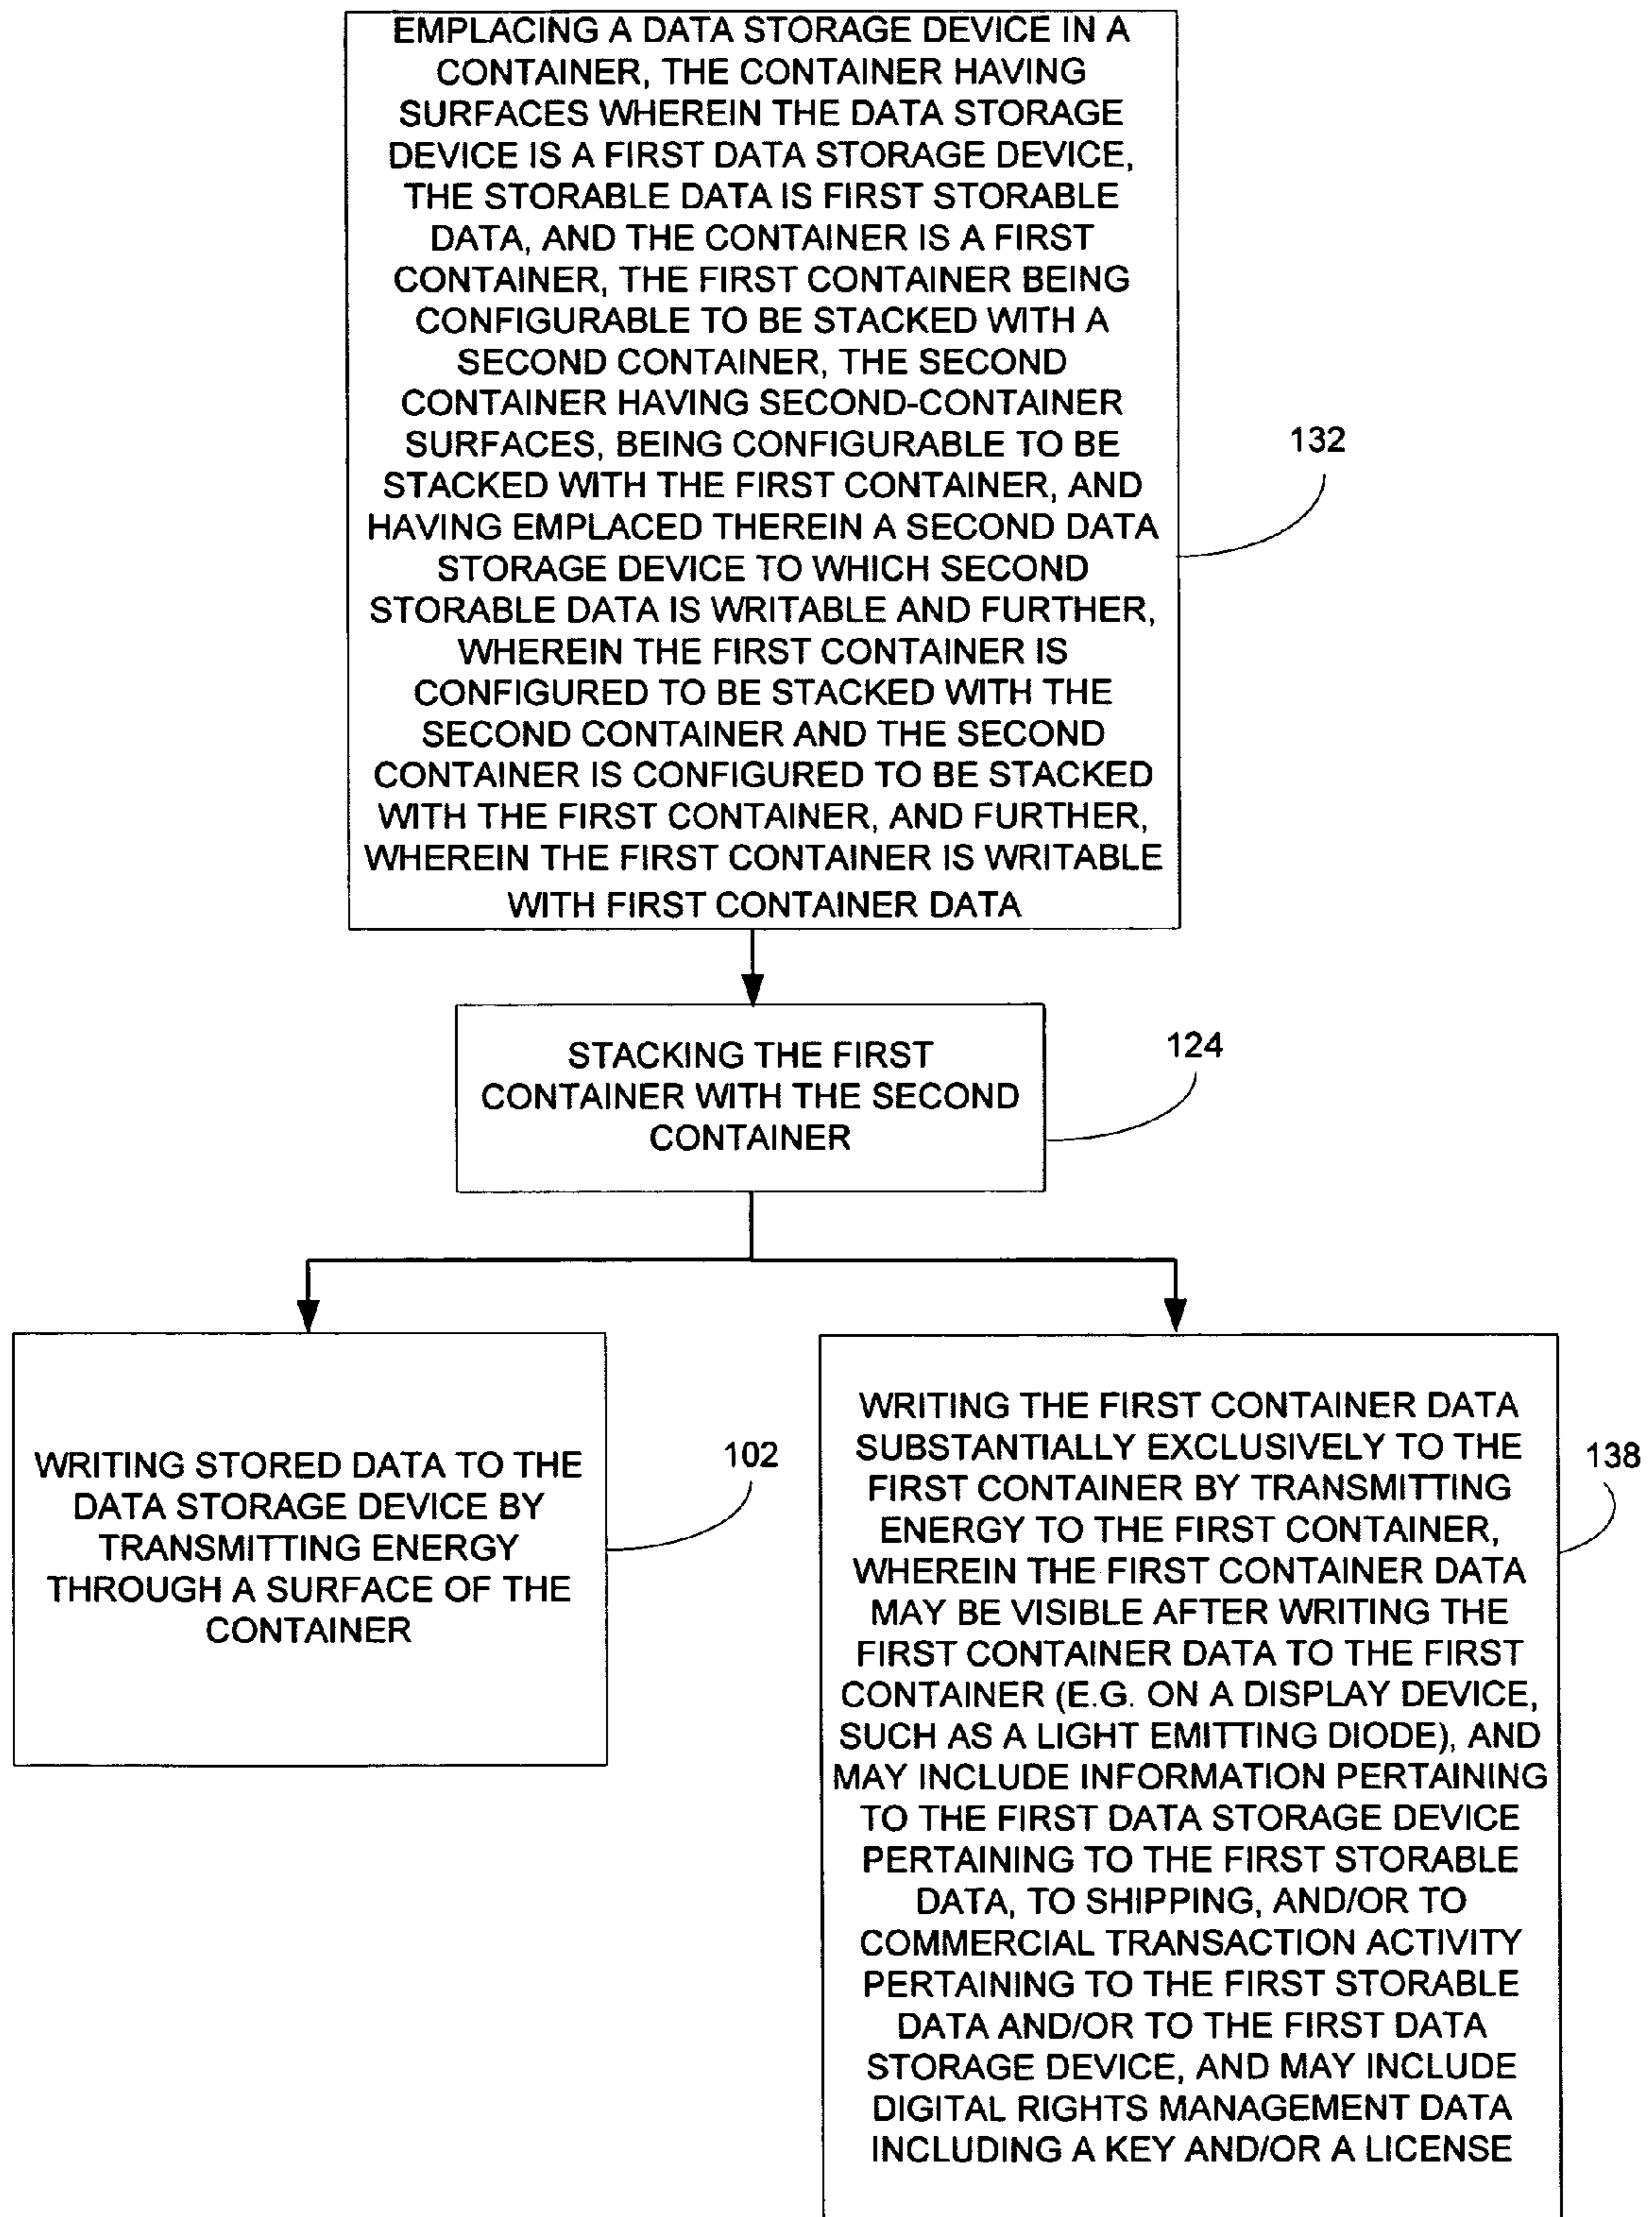 EMPLACING A DATA STORAGE DEVICE IN A
CONTAINER, THE CONTAINER HAVING
SURFACES WHEREIN THE DATA STORAGE
DEVICE IS A FIRST DATA STORAGE DEVICE,
THE STORABLE DATA IS FIRST STORABLE
DATA, AND THE CONTAINER IS A FIRST
CONTAINER, THE FIRST CONTAINER BEING
CONFIGURABLE TO BE STACKED WITH A
SECOND CONTAINER, THE SECOND
CONTAINER HAVING SECOND-CONTAINER
SURFACES, BEING CONFIGURABLE TO BE
STACKED WITH THE FIRST CONTAINER, AND
HAVING EMPLACED THEREIN A SECOND DATA
STORAGE DEVICE TO WHICH SECOND
STORABLE DATA IS WRITABLE AND FURTHER,
WHEREIN THE FIRST CONTAINER IS
CONFIGURED TO BE STACKED WITH THE
SECOND CONTAINER AND THE SECOND
CONTAINER IS CONFIGURED TO BE STACKED
WITH THE FIRST CONTAINER, AND FURTHER,
WHEREIN THE FIRST CONTAINER IS WRITABLE
WITH FIRST CONTAINER DATA
132
STACKING THE FIRST
CONTAINER WITH THE SECOND
CONTAINER
124
WRITING STORED DATA TO THE
DATA STORAGE DEVICE BY
TRANSMITTING ENERGY
THROUGH A SURFACE OF THE
CONTAINER
102
WRITING THE FIRST CONTAINER DATA
SUBSTANTIALLY EXCLUSIVELY TO THE
FIRST CONTAINER BY TRANSMITTING
ENERGY TO THE FIRST CONTAINER,
WHEREIN THE FIRST CONTAINER DATA
MAY BE VISIBLE AFTER WRITING THE
FIRST CONTAINER DATA TO THE FIRST
CONTAINER (E.G. ON A DISPLAY DEVICE,
SUCH AS A LIGHT EMITTING DIODE), AND
MAY INCLUDE INFORMATION PERTAINING
TO THE FIRST DATA STORAGE DEVICE
PERTAINING TO THE FIRST STORABLE
DATA, TO SHIPPING, AND/OR TO
COMMERCIAL TRANSACTION ACTIVITY
PERTAINING TO THE FIRST STORABLE
DATA AND/OR TO THE FIRST DATA
STORAGE DEVICE, AND MAY INCLUDE
DIGITAL RIGHTS MANAGEMENT DATA
INCLUDING A KEY AND/OR A LICENSE
138